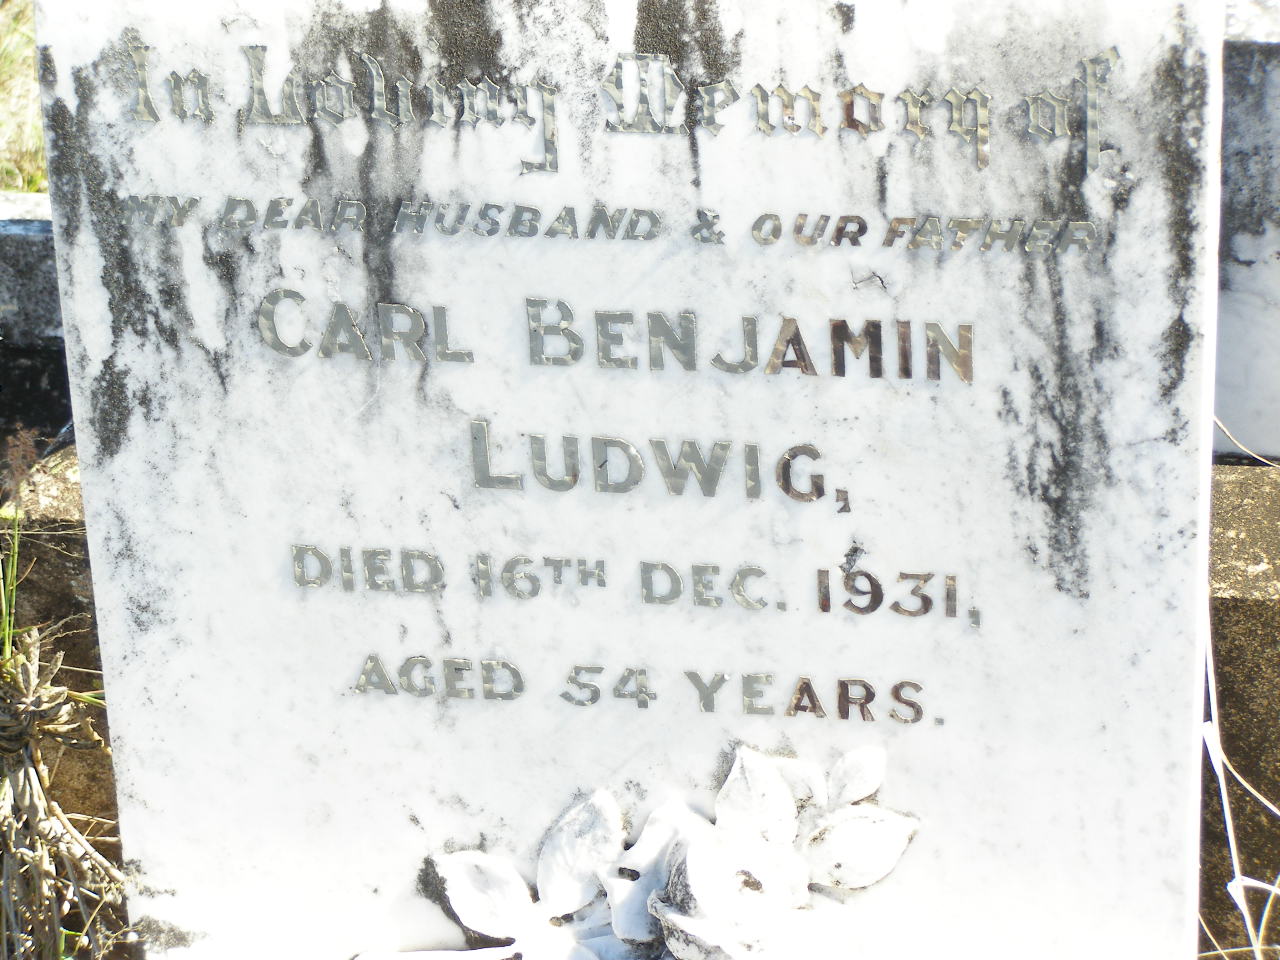 In Loving Memory of
MY DEAR HUSBAND & OUR FATHER
CARL BENJAMIN
LUDWIG,
DIED 16TH DEC. 1931,
AGED 54 YEARS.